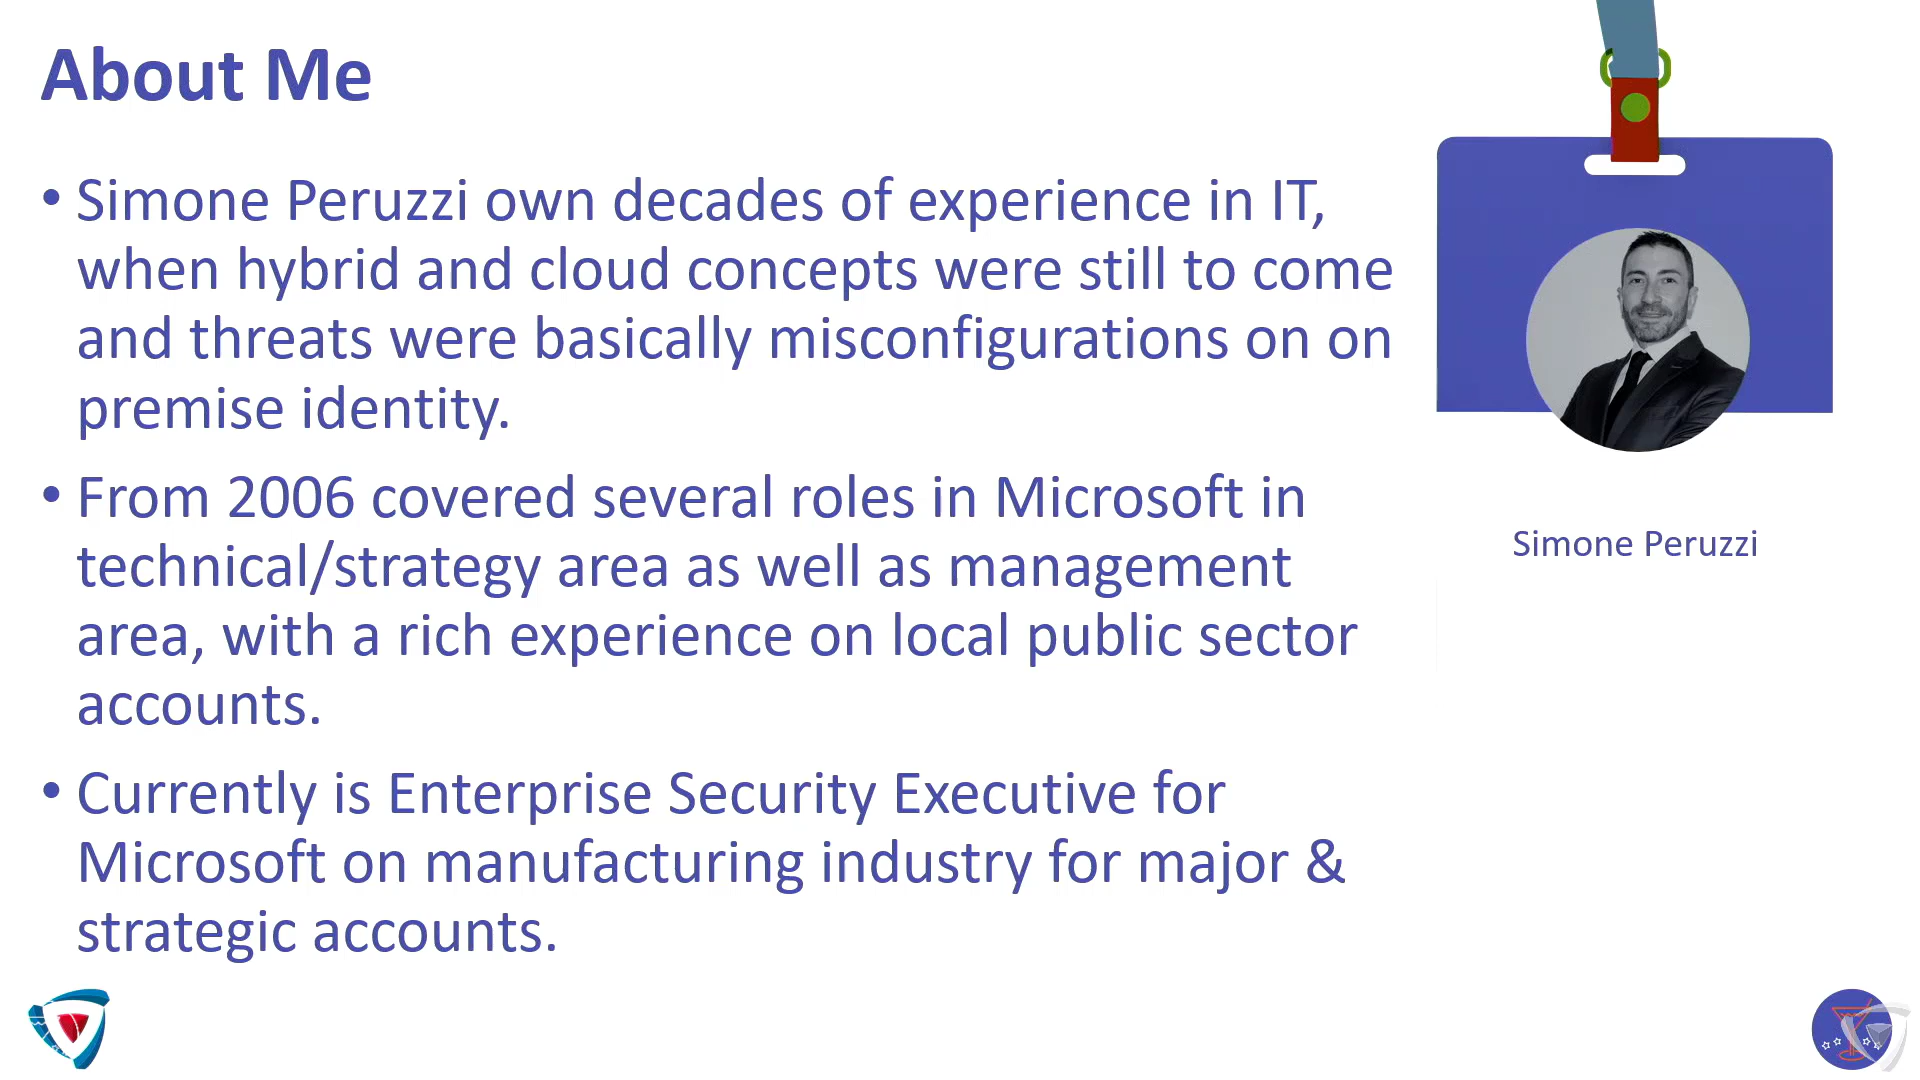 About Me
• Simone Peruzzi own decades of experience in IT,
when hybrid and cloud concepts were still to come
and threats were basically misconfigurations on on
premise identity.
• From 2006 covered several roles in Microsoft in
technical/strategy area as well as management
area, with a rich experience on local public sector
accounts.
• Currently is Enterprise Security Executive for
Microsoft on manufacturing industry for major &
strategic accounts.
Simone Peruzzi